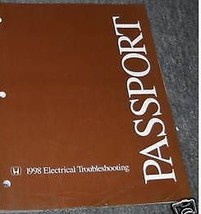 PASSPORT
1998 Electrical Troubleshooting